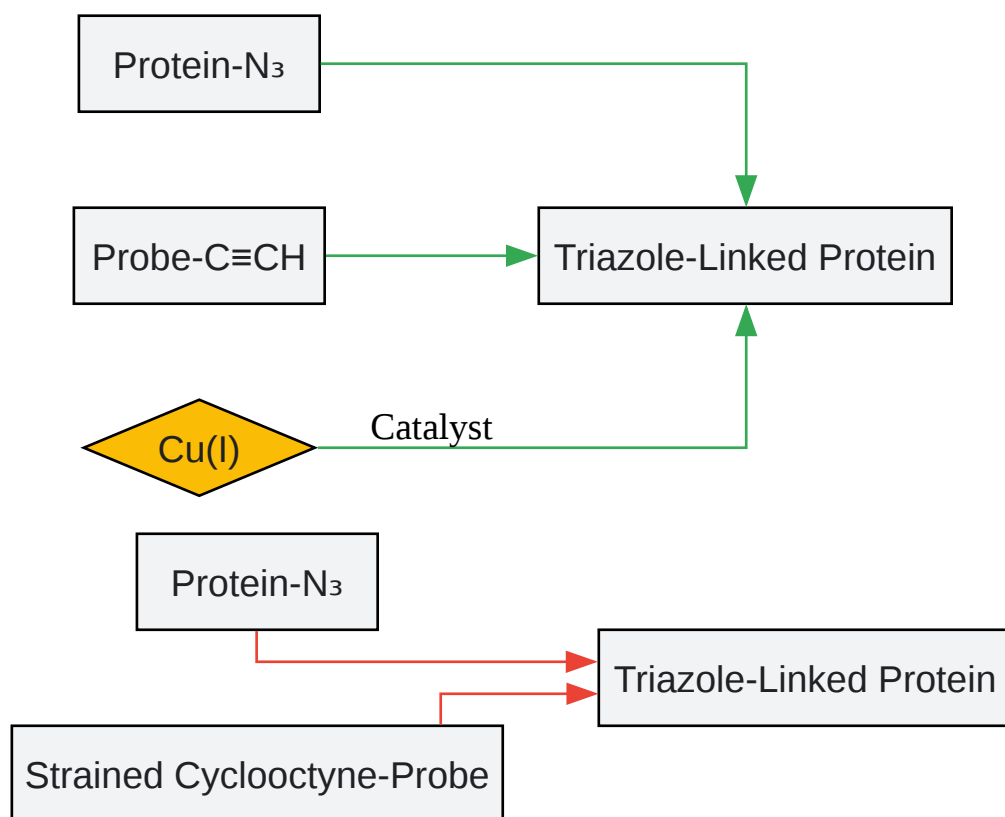 Protein-N₃
Probe-C≡CH
Triazole-Linked Protein
Catalyst
Cu(I)
Protein-N₃
Triazole-Linked Protein
Strained Cyclooctyne-Probe